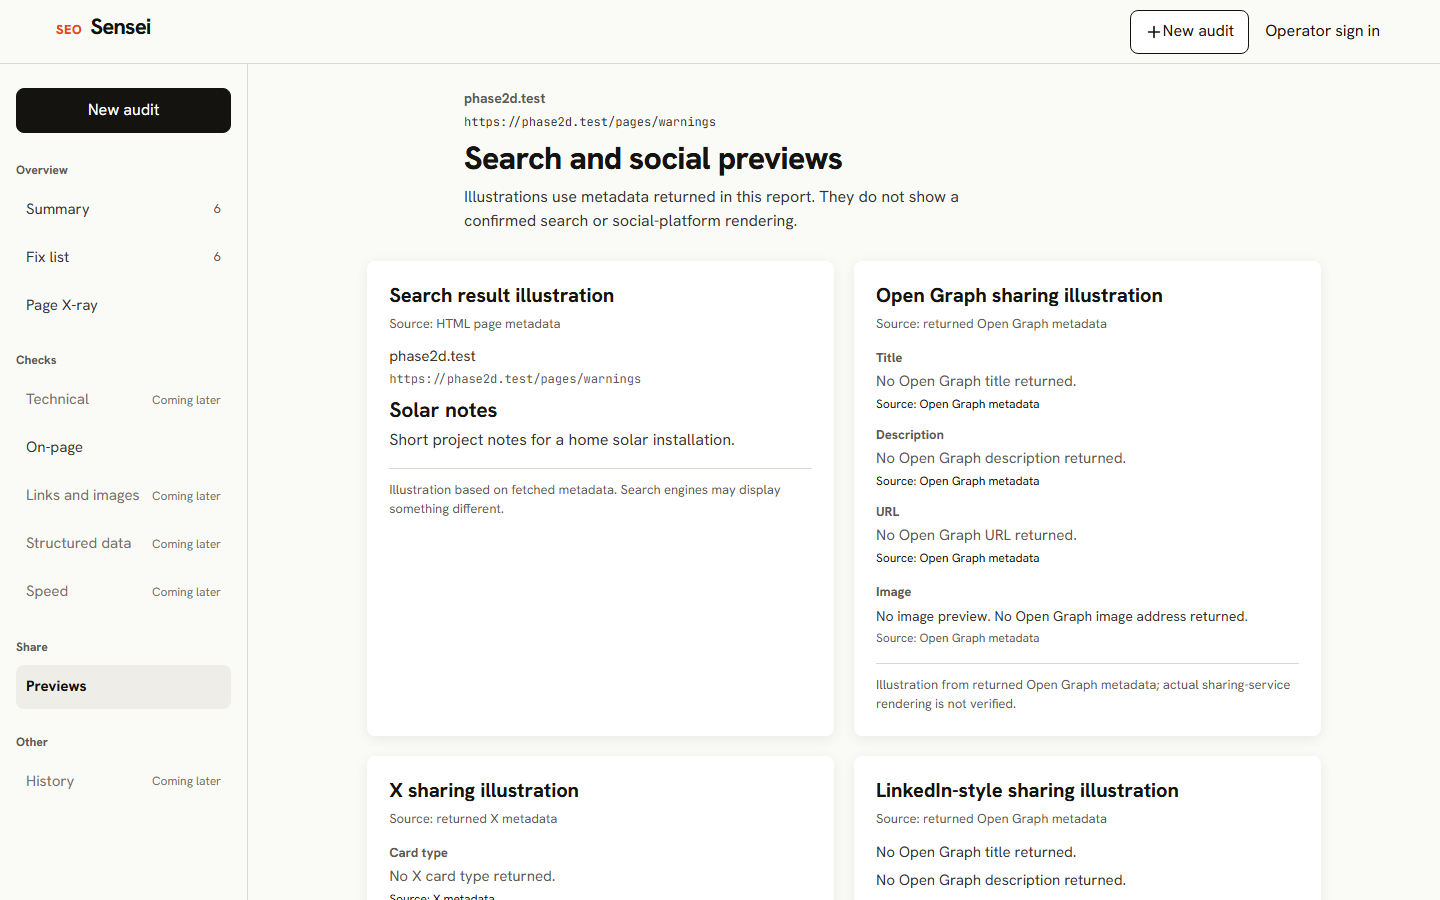 SEO Sensei
New audit
Operator sign in
New audit
Overview
Summary 6
Fix list 6
Page X-ray
Checks
Technical Coming later
On-page
Links and images Coming later
Structured data Coming later
Speed Coming later
Share
Previews
Other
History Coming later
phase2d.test
https://phase2d.test/pages/warnings
Search and social previews
Illustrations use metadata returned in this report. They do not show a
confirmed search or social-platform rendering.
Search result illustration
Source: HTML page metadata
phase2d.test
https://phase2d.test/pages/warnings
Solar notes
Short project notes for a home solar installation.
Illustration based on fetched metadata. Search engines may display
something different.
Open Graph sharing illustration
Source: returned Open Graph metadata
Title
No Open Graph title returned.
Source: Open Graph metadata
Description
No Open Graph description returned.
Source: Open Graph metadata
URL
No Open Graph URL returned.
Source: Open Graph metadata
Image
No image preview. No Open Graph image address returned.
Source: Open Graph metadata
Illustration from returned Open Graph metadata; actual sharing-service
rendering is not verified.
X sharing illustration
Source: returned X metadata
Card type
No X card type returned.
Source: X metadata
LinkedIn-style sharing illustration
Source: returned Open Graph metadata
No Open Graph title returned.
No Open Graph description returned.